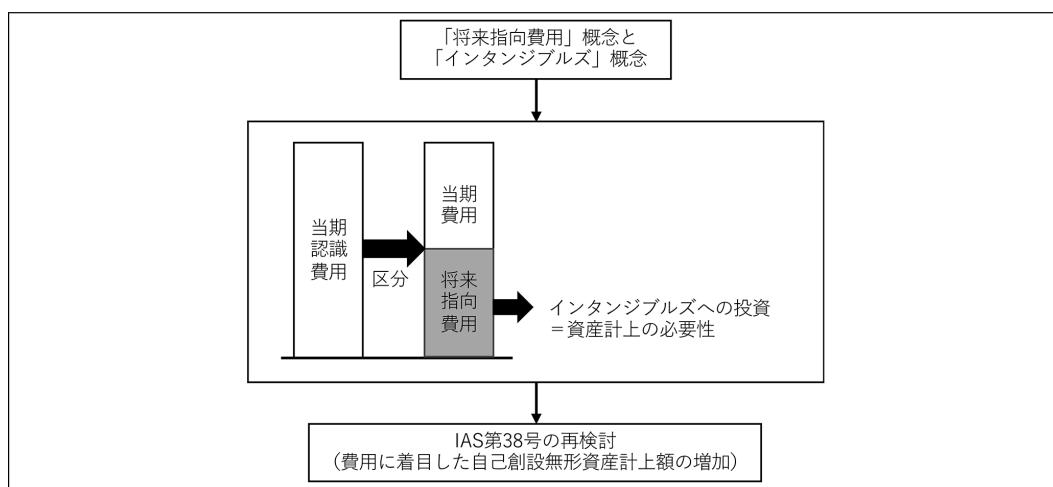 「将来指向費用」概念と
「インタンジブルズ」概念
当期
認識
費用
区分
当期
費用
将来
指向
費用
インタンジブルズへの投資
＝資産計上の必要性
IAS第38号の再検討
（費用に着目した自己創設無形資産計上額の増加）